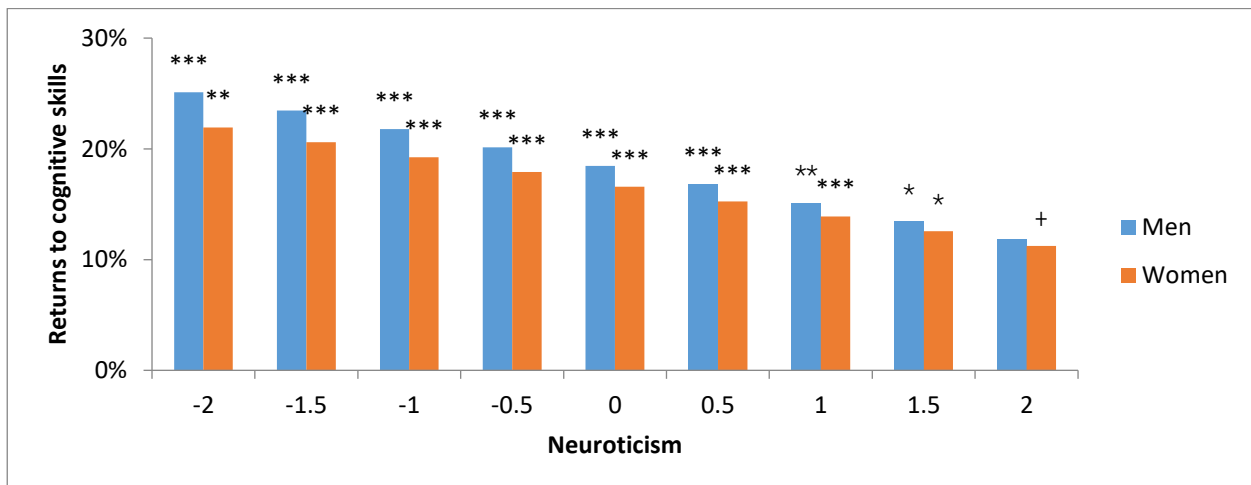 Returns to cognitive skills
30%
20%
10%
0%
*** ** *** *** *** *** *** *** *** *** *** *** ** *** * * +
-2 -1.5 -1 -0.5 0 0.5 1 1.5 2
Neuroticism
Men
Women